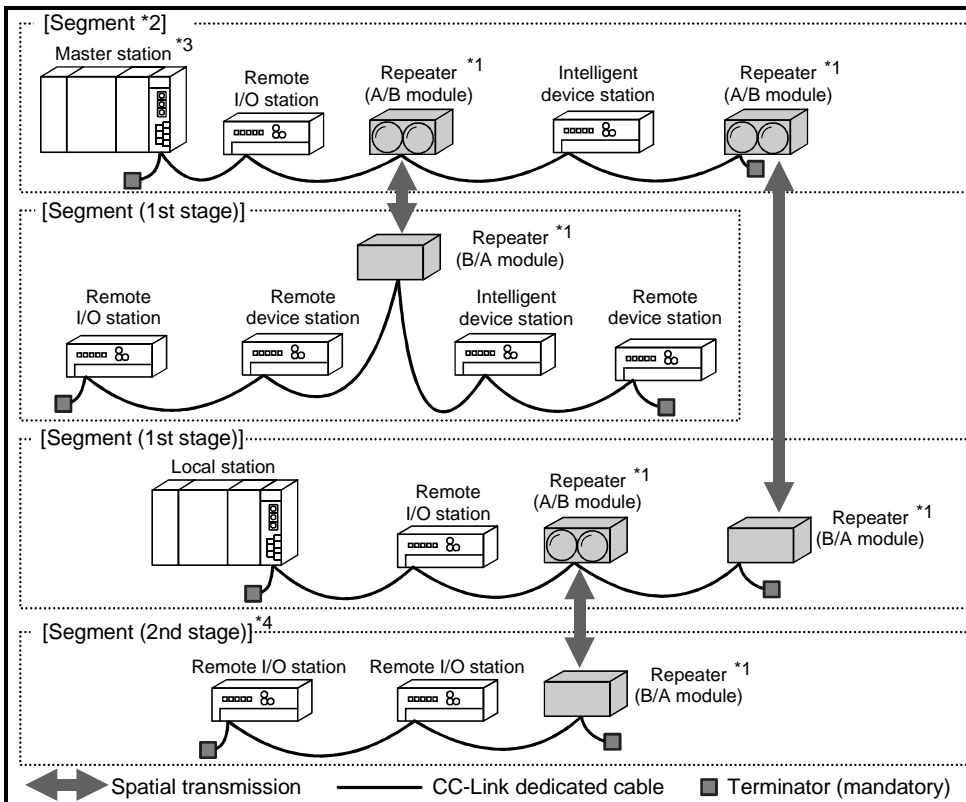 [Segment *2]
Master station *3
Remote
I/O station
Repeater *1
(A/B module)
Intelligent
device station
Repeater *1
(A/B module)
[Segment (1st stage)]
Repeater *1
(B/A module)
Remote
I/O station
Remote
device station
Intelligent
device station
Remote
device station
[Segment (1st stage)]
Local station
Remote
I/O station
Repeater *1
(A/B module)
Repeater *1
(B/A module)
[Segment (2nd stage)]*4
Remote I/O station
Remote I/O station
Repeater *1
(B/A module)
Spatial transmission
CC-Link dedicated cable
Terminator (mandatory)